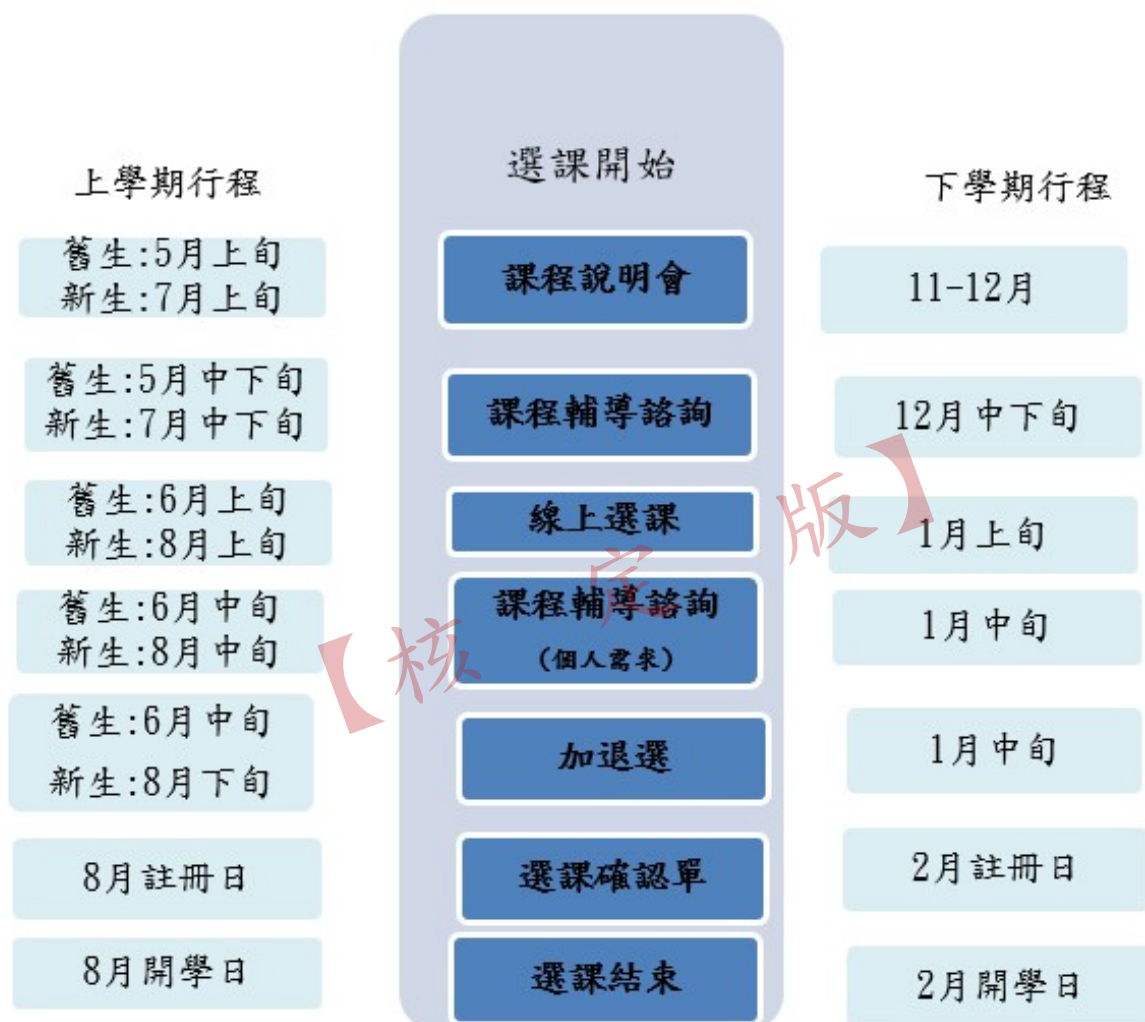 選課開始
上學期行程
下學期行程
舊生:5月上旬
新生:7月上旬
課程說明會
11-12月
舊生:5月中下旬
新生:7月中下旬
課程輔導諮詢
12月中下旬
舊生:6月上旬
新生:8月上旬
線上選課
1月上旬
舊生:6月中旬
新生:8月中旬
課程輔導諮詢
(個人需求)
1月中旬
舊生:6月中旬
新生:8月下旬
加退選
1月中旬
8月註冊日
選課確認單
2月註冊日
8月開學日
選課結束
2月開學日
【核定版】